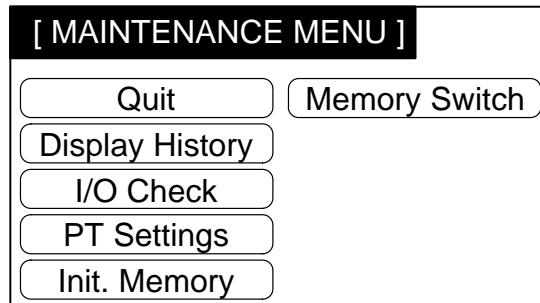 [ MAINTENANCE MENU ]
Quit Memory Switch
Display History
I/O Check
PT Settings
Init. Memory